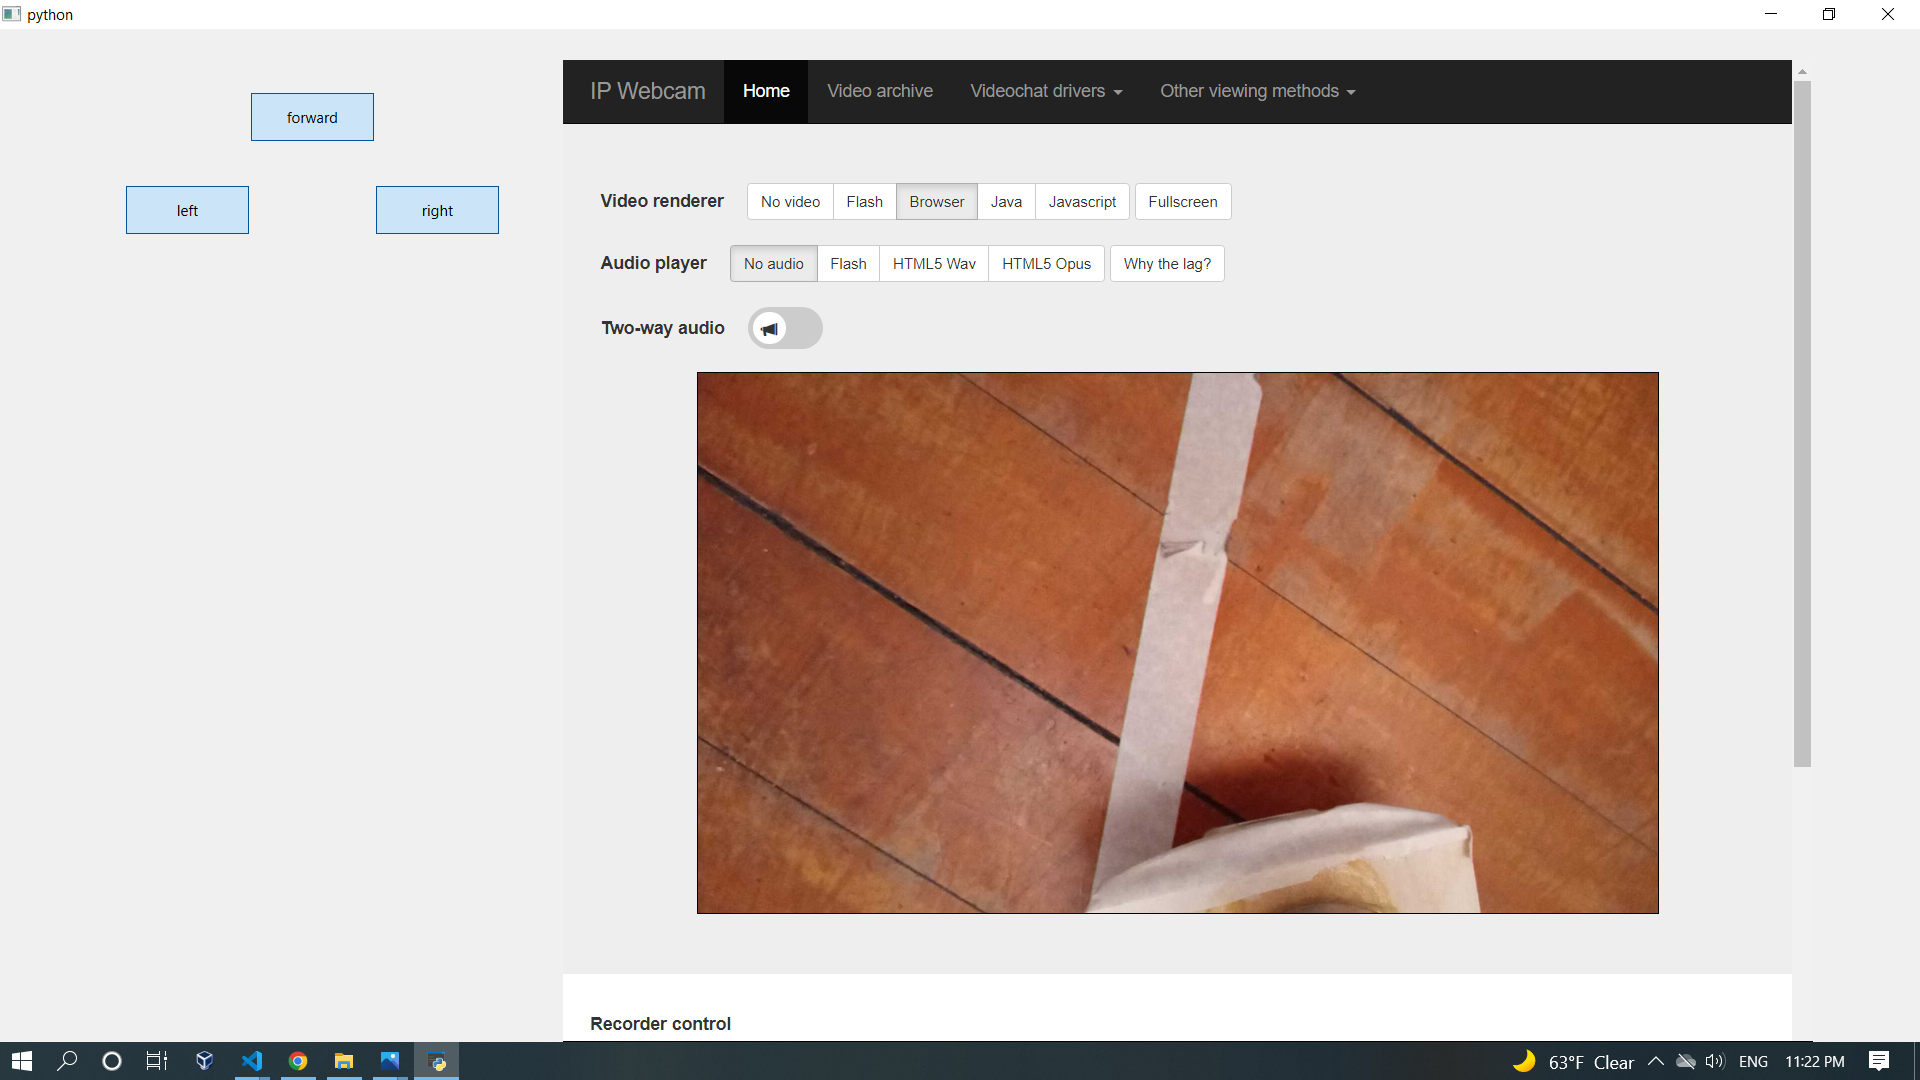 python
forward
left
right
IP Webcam Home Video archive Videochat drivers Other viewing methods
Video renderer No video Flash Browser Java Javascript Fullscreen
Audio player No audio Flash HTML5 Wav HTML5 Opus Why the lag?
Two-way audio
Recorder control
63°F Clear ENG 11:22 PM